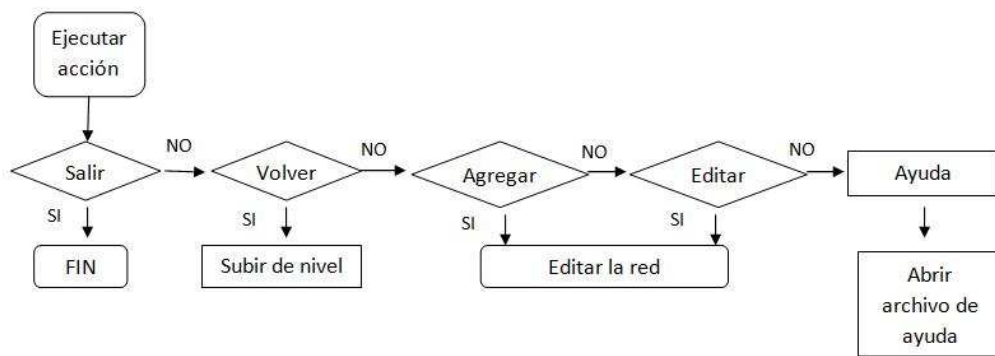 Ejecutar
acción
Salir
NO
Volver
NO
Agregar
NO
Editar
NO
Ayuda
SI
SI
SI
SI
FIN
Subir de nivel
Editar la red
Abrir
archivo de
ayuda